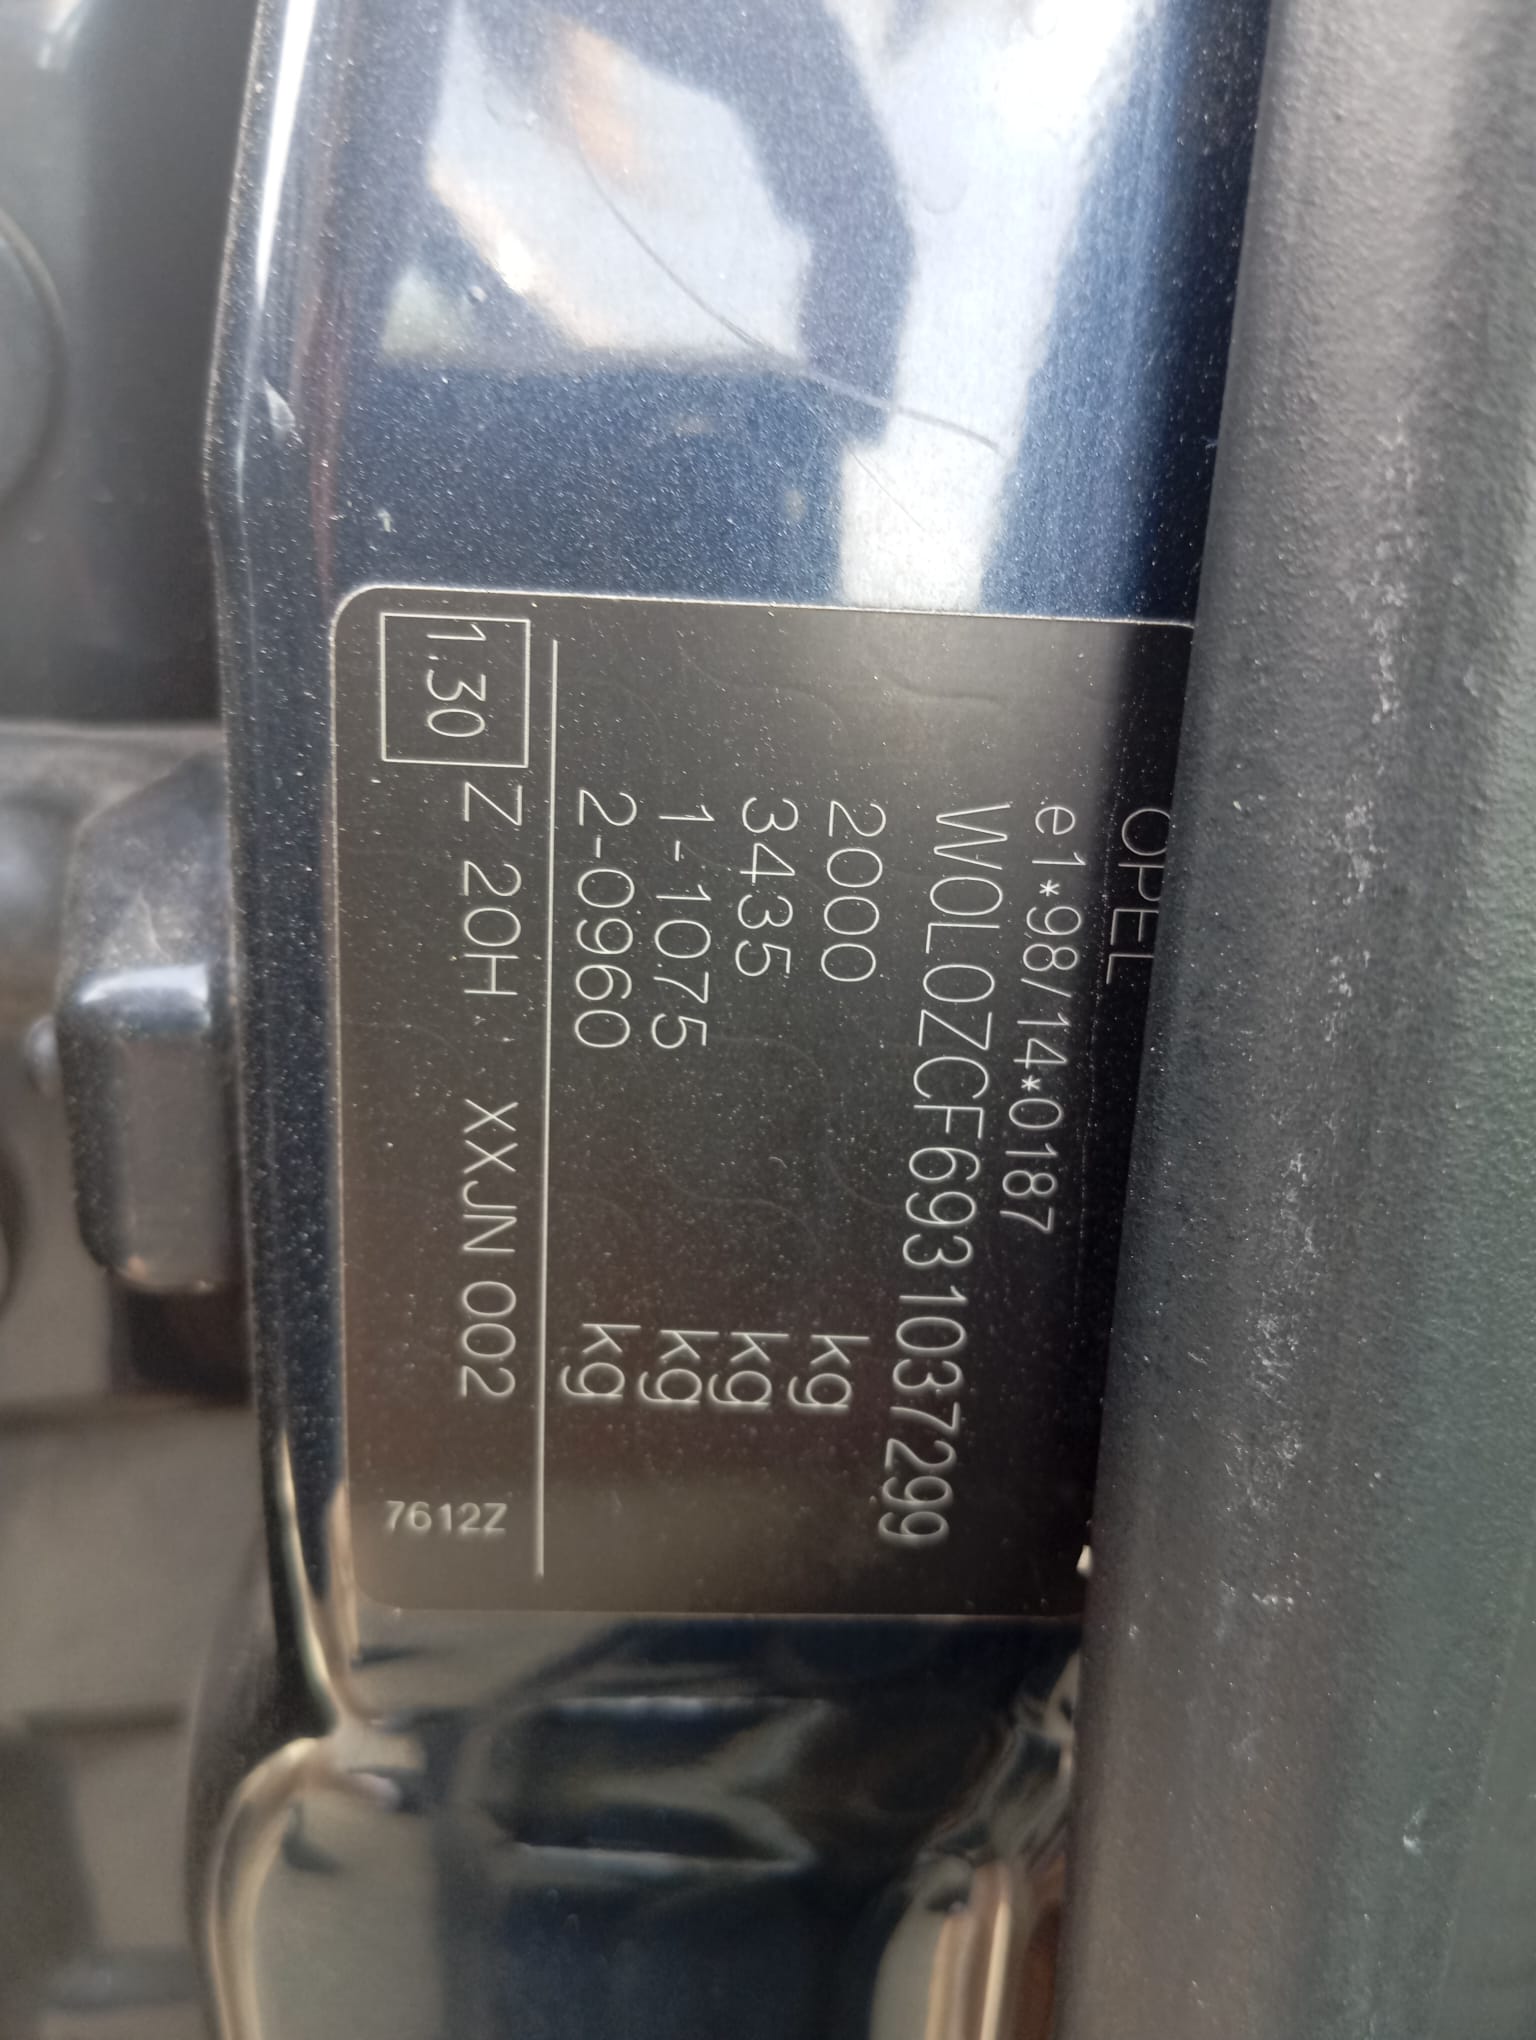 OPEL
e1*98/14*0187
W0L0ZCF6931037299
2000 kg
3435 kg
1-1075 kg
2-0960 kg
1.30 Z 20H XXJN 002 7612Z